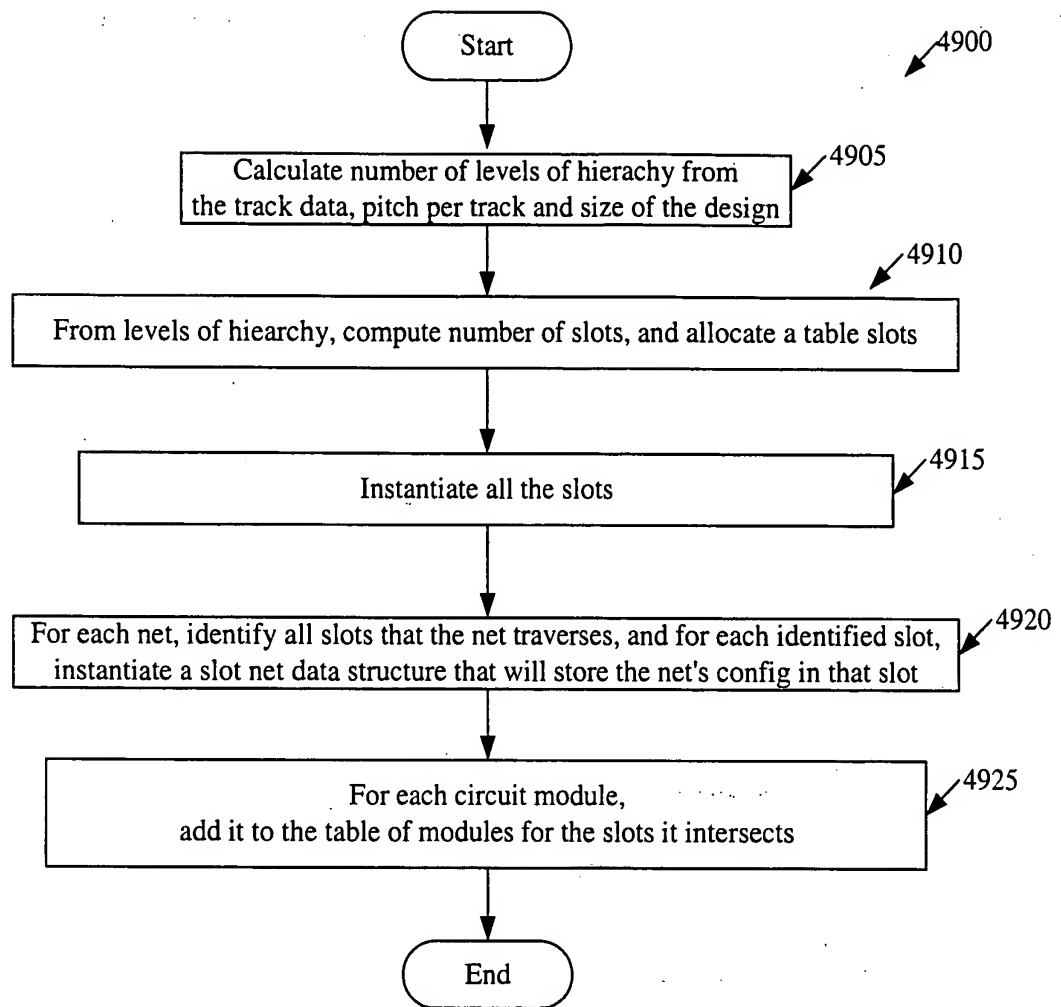 Start
4900
4905
Calculate number of levels of hierachy from
the track data, pitch per track and size of the design
4910
From levels of hiearchy, compute number of slots, and allocate a table slots
4915
Instantiate all the slots
4920
For each net, identify all slots that the net traverses, and for each identified slot,
instantiate a slot net data structure that will store the net's config in that slot
4925
For each circuit module,
add it to the table of modules for the slots it intersects
End